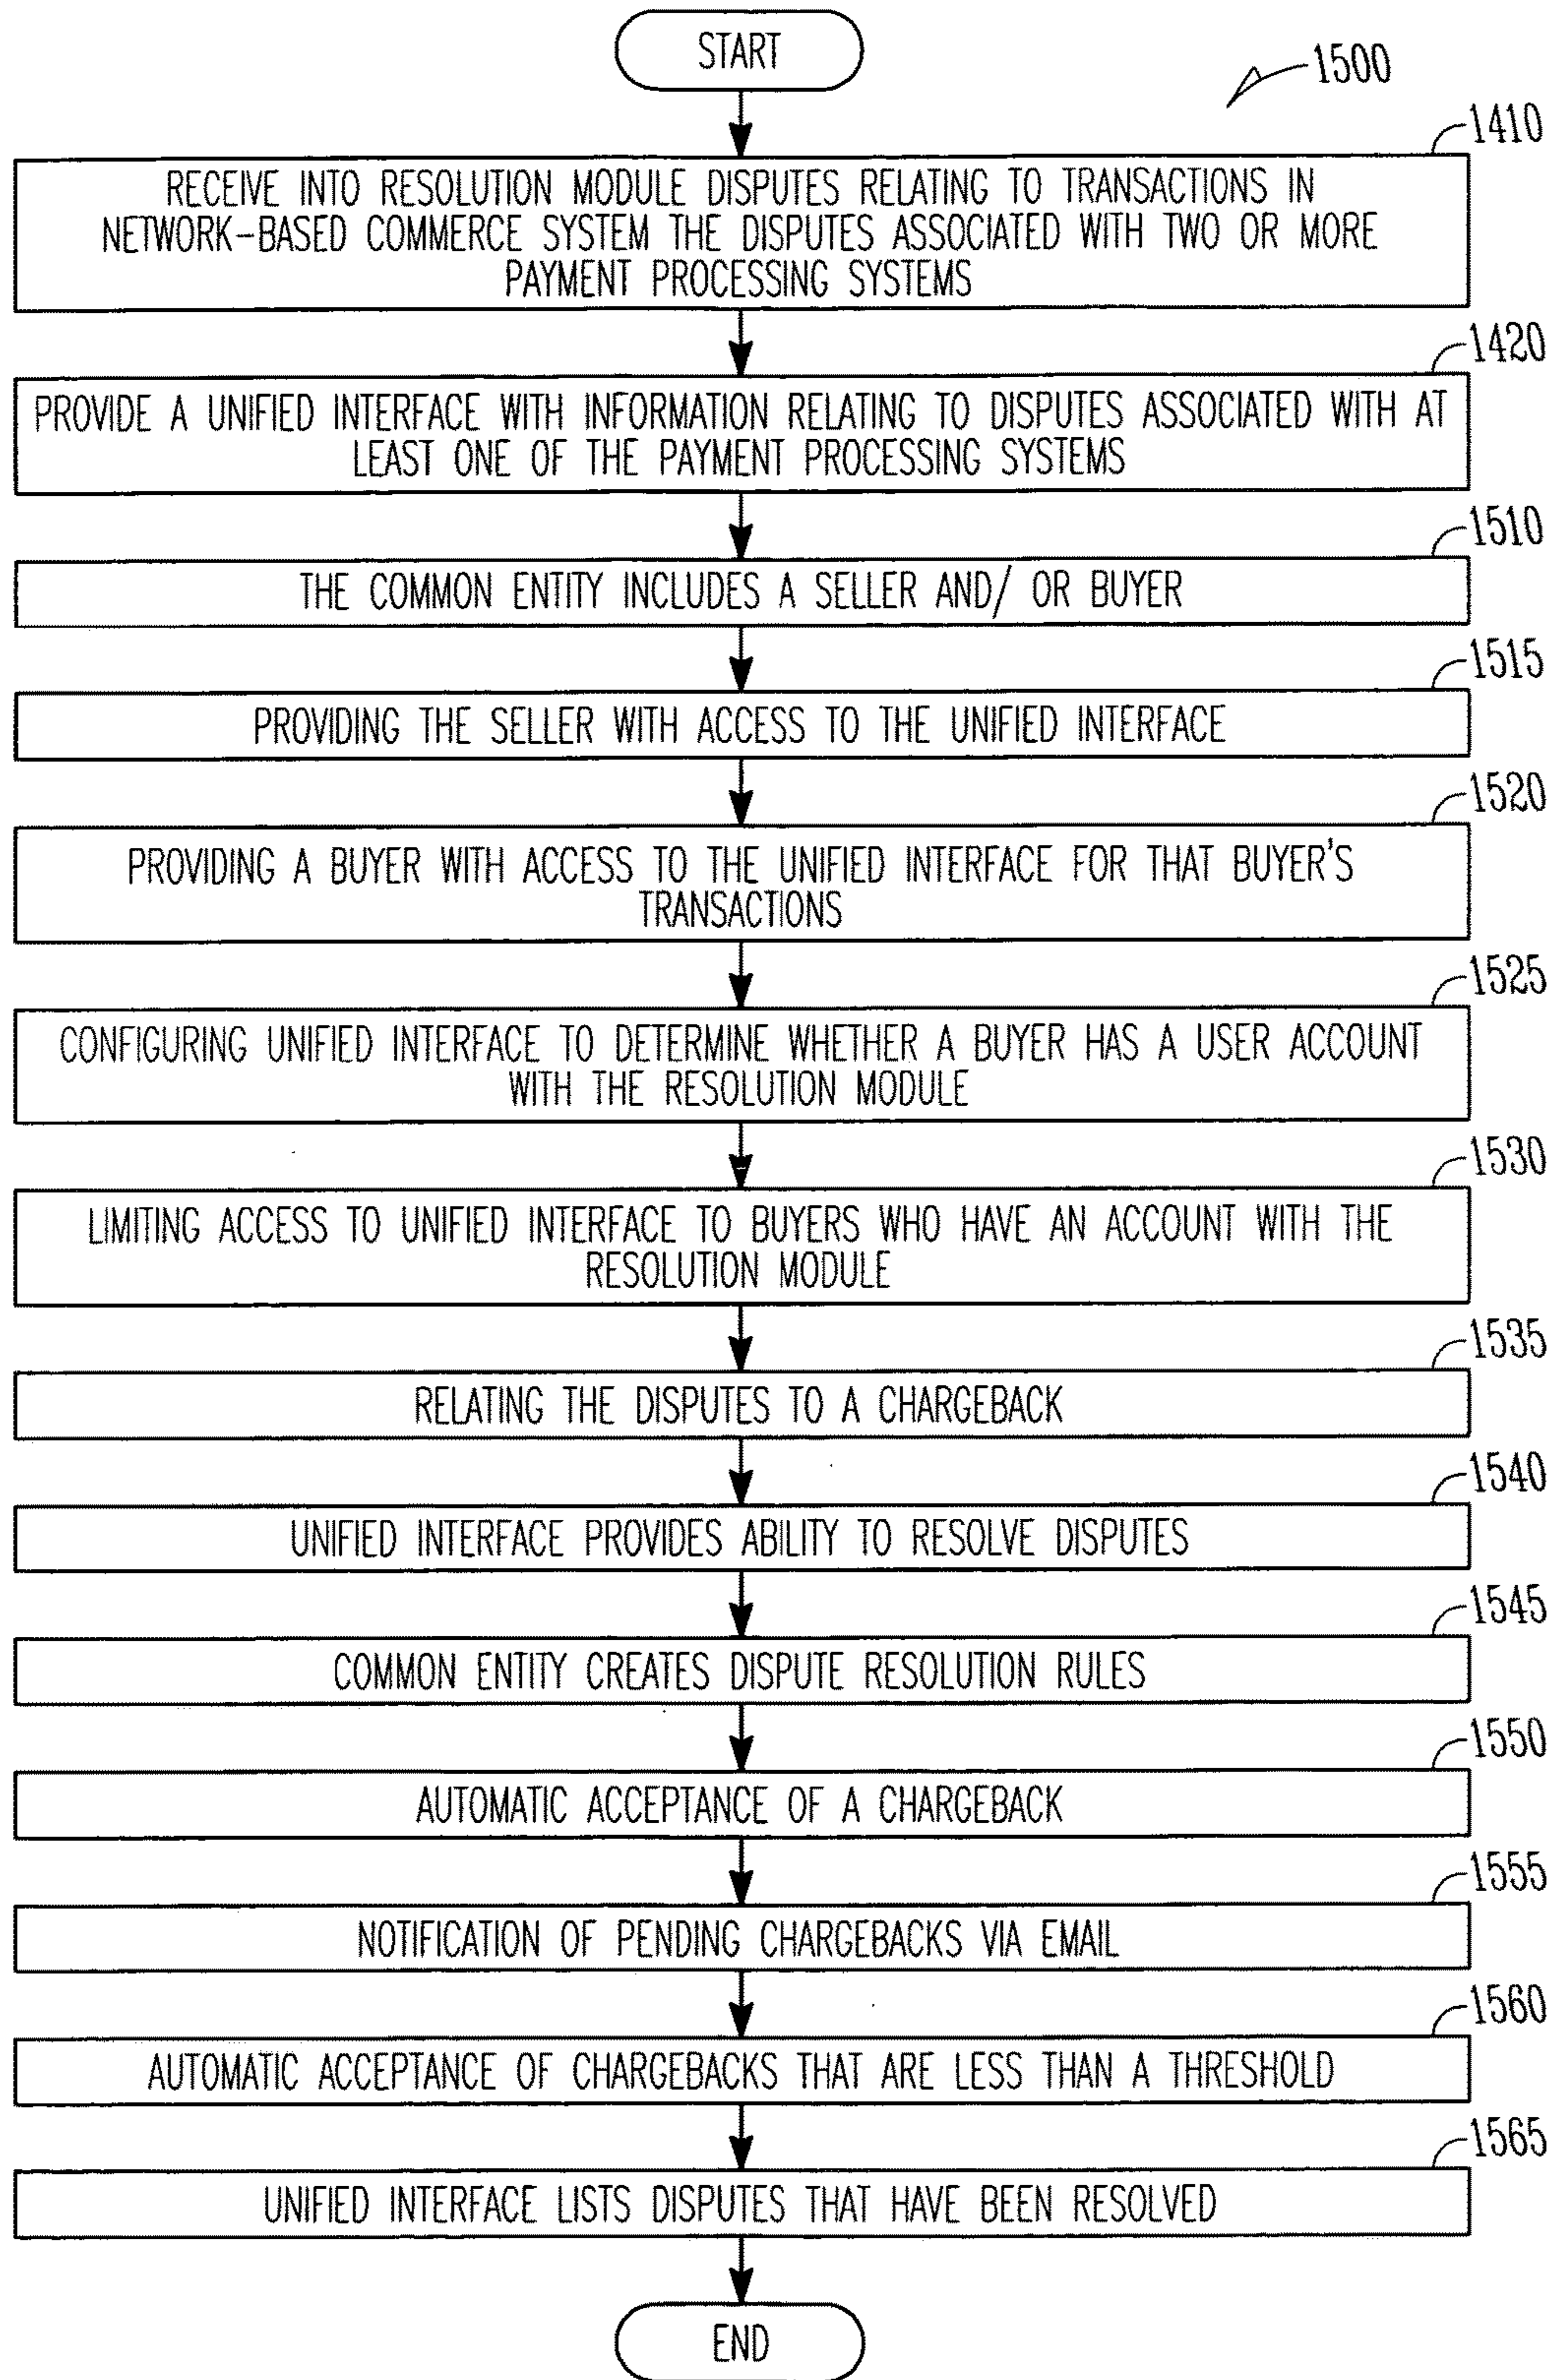 START
1500
1410
RECEIVE INTO RESOLUTION MODULE DISPUTES RELATING TO TRANSACTIONS IN
NETWORK-BASED COMMERCE SYSTEM THE DISPUTES ASSOCIATED WITH TWO OR MORE
PAYMENT PROCESSING SYSTEMS
1420
PROVIDE A UNIFIED INTERFACE WITH INFORMATION RELATING TO DISPUTES ASSOCIATED WITH AT
LEAST ONE OF THE PAYMENT PROCESSING SYSTEMS
1510
THE COMMON ENTITY INCLUDES A SELLER AND/ OR BUYER
1515
PROVIDING THE SELLER WITH ACCESS TO THE UNIFIED INTERFACE
1520
PROVIDING A BUYER WITH ACCESS TO THE UNIFIED INTERFACE FOR THAT BUYER'S
TRANSACTIONS
1525
CONFIGURING UNIFIED INTERFACE TO DETERMINE WHETHER A BUYER HAS A USER ACCOUNT
WITH THE RESOLUTION MODULE
1530
LIMITING ACCESS TO UNIFIED INTERFACE TO BUYERS WHO HAVE AN ACCOUNT WITH THE
RESOLUTION MODULE
1535
RELATING THE DISPUTES TO A CHARGEBACK
1540
UNIFIED INTERFACE PROVIDES ABILITY TO RESOLVE DISPUTES
1545
COMMON ENTITY CREATES DISPUTE RESOLUTION RULES
1550
AUTOMATIC ACCEPTANCE OF A CHARGEBACK
1555
NOTIFICATION OF PENDING CHARGEBACKS VIA EMAIL
1560
AUTOMATIC ACCEPTANCE OF CHARGEBACKS THAT ARE LESS THAN A THRESHOLD
1565
UNIFIED INTERFACE LISTS DISPUTES THAT HAVE BEEN RESOLVED
END